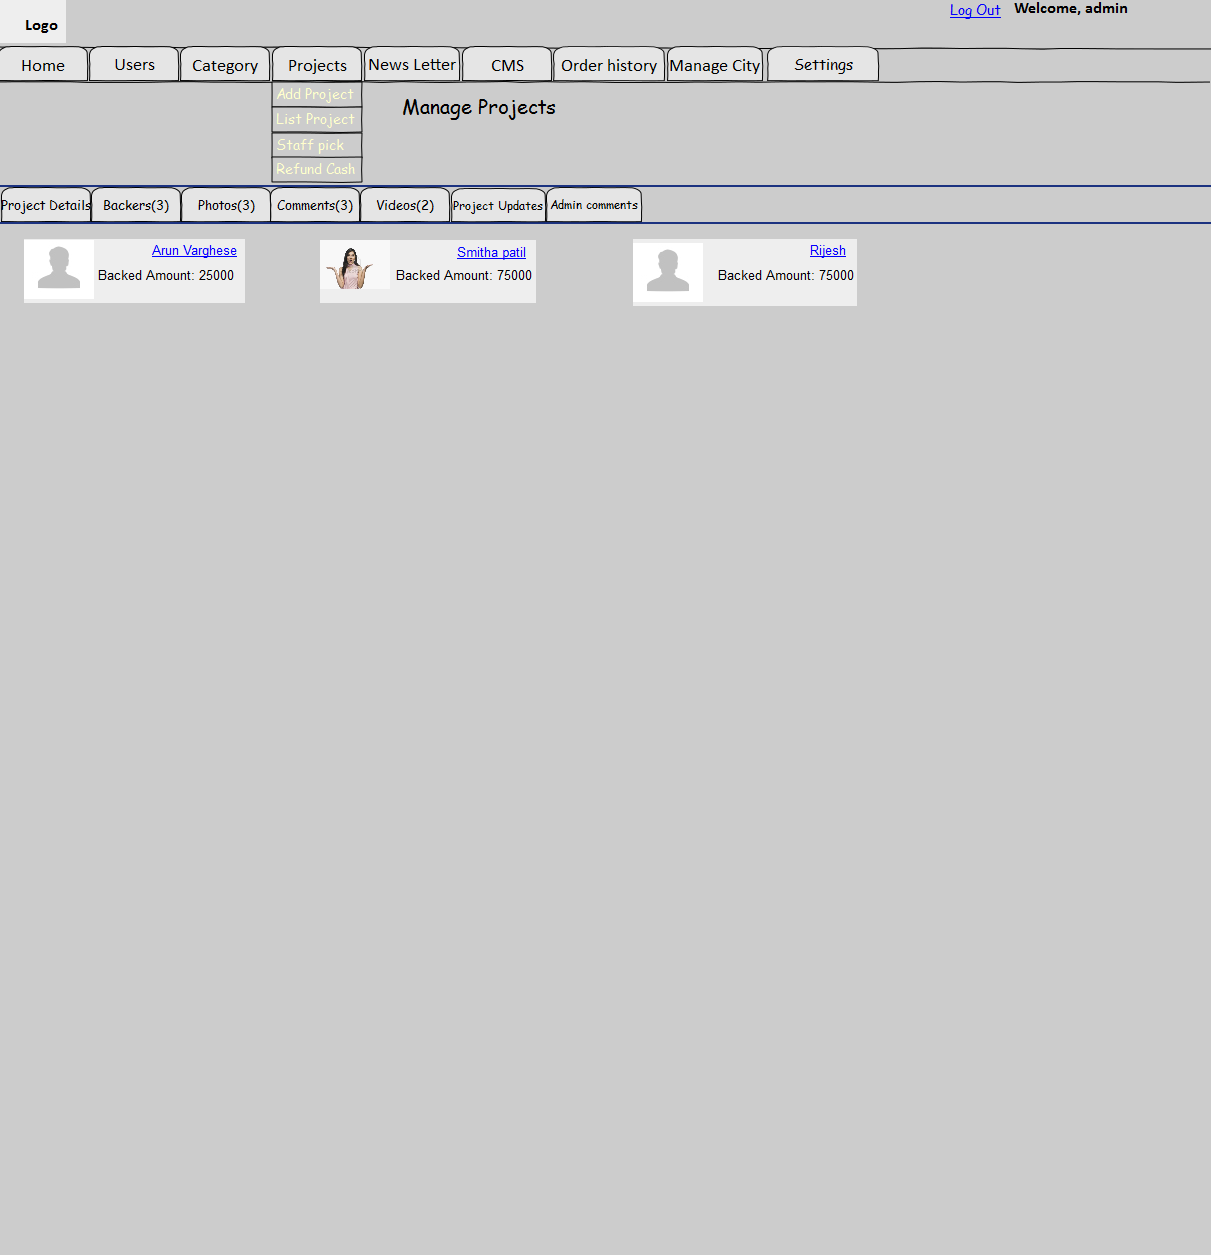 Logo
Log Out Welcome, admin
Home Users Category Projects News Letter CMS Order history Manage City Settings
Add Project
List Project
Staff pick
Refund Cash
Manage Projects
Project Details Backers(3) Photos(3) Comments(3) Videos(2) Project Updates Admin comments
Arun Varghese
Backed Amount: 25000
Smitha patil
Backed Amount: 75000
Rijesh
Backed Amount: 75000